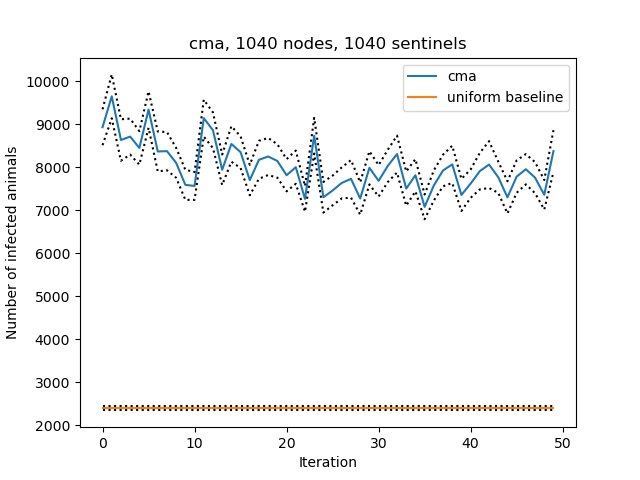 cma, 1040 nodes, 1040 sentinels
cma
uniform baseline
Number of infected animals
10000
9000
8000
7000
6000
5000
4000
3000
2000
0 10 20 30 40 50
Iteration